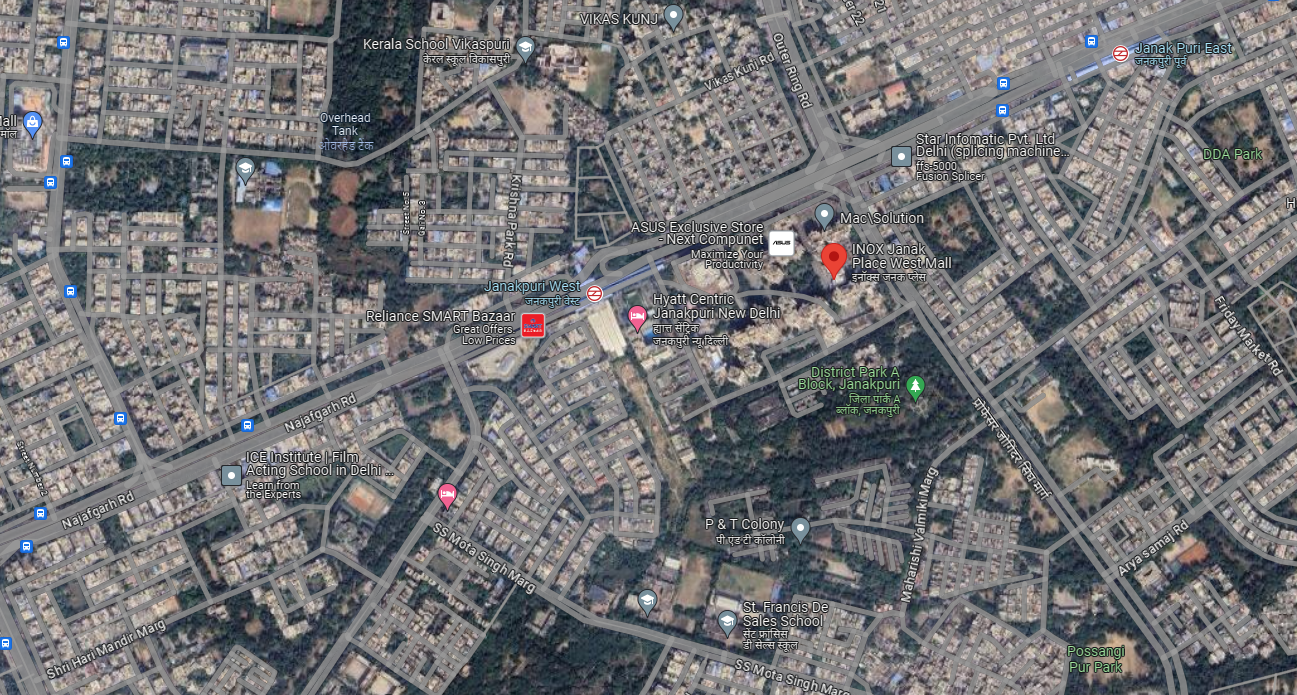 VIKAS KUNJ
Kerala School Vikaspuri
केरल स्कूल विकासपुरी
Outer Ring Rd
Vikas Kunj Rd
Janak Puri East
जनकपुरी पूर्व
Overhead
Tank
ओवरहेड टैंक
Star Infomatic Pvt. Ltd
Delhi (splicing machine...
ffs-5000
Fusion Splicer
DDA Park
Krishna Park Rd
ASUS Exclusive Store
- Next Compunet
Maximize Your
Productivity
ASUS
Mac Solution
INOX Janak
Place West Mall
इनॉक्स जनक प्लेस
Janakpuri West
जनकपुरी वेस्ट
Hyatt Centric
Janakpuri New Delhi
ह्यात सेंट्रिक
जनकपुरी न्यू दिल्ली
Reliance SMART Bazaar
Great Offers.
Low Prices
Friday Market Rd
District Park A
Block, Janakpuri
जिला पार्क A
ब्लॉक, जनकपुरी
Najafgarh Rd
ICE Institute | Film
Acting School in Delhi ...
Learn from
the Experts
Najafgarh Rd
SS Mota Singh Marg
P & T Colony
पी एंड टी कॉलोनी
Maharishi Valmiki Marg
Arya samaj Rd
St. Francis De
Sales School
सेंट फ्रांसिस
डी सेल्स स्कूल
Shri Hari Mandir Marg
SS Mota Singh Marg
Possangi
Pur Park